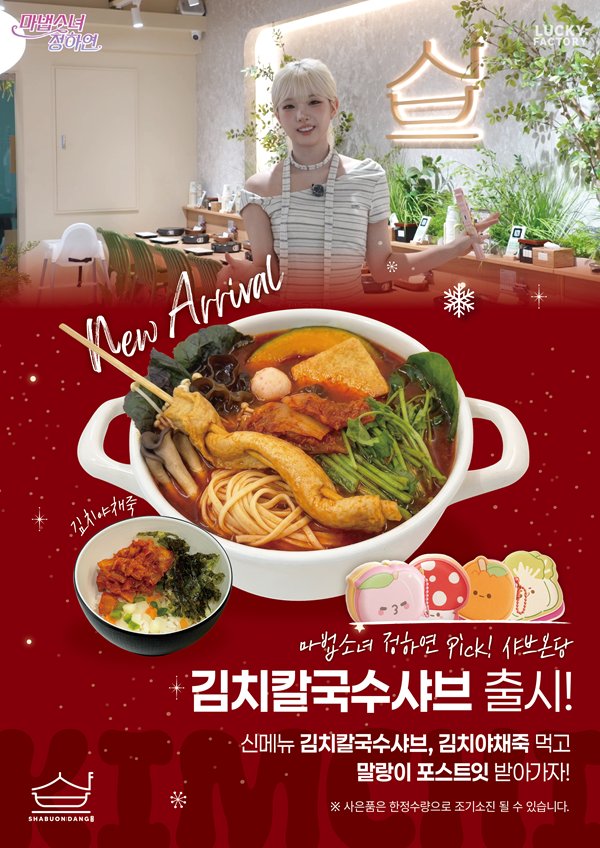 마법소녀
정하연
LUCKY
FACTORY
New Arrival
김치야채죽
마법소녀 정하연 Pick! 샤브온당
김치칼국수샤브 출시!
신메뉴 김치칼국수샤브, 김치야채죽 먹고
말랑이 포스트잇 받아가자!
※ 사은품은 한정수량으로 조기소진 될 수 있습니다.
KIMCHI
SHABUON:DANG